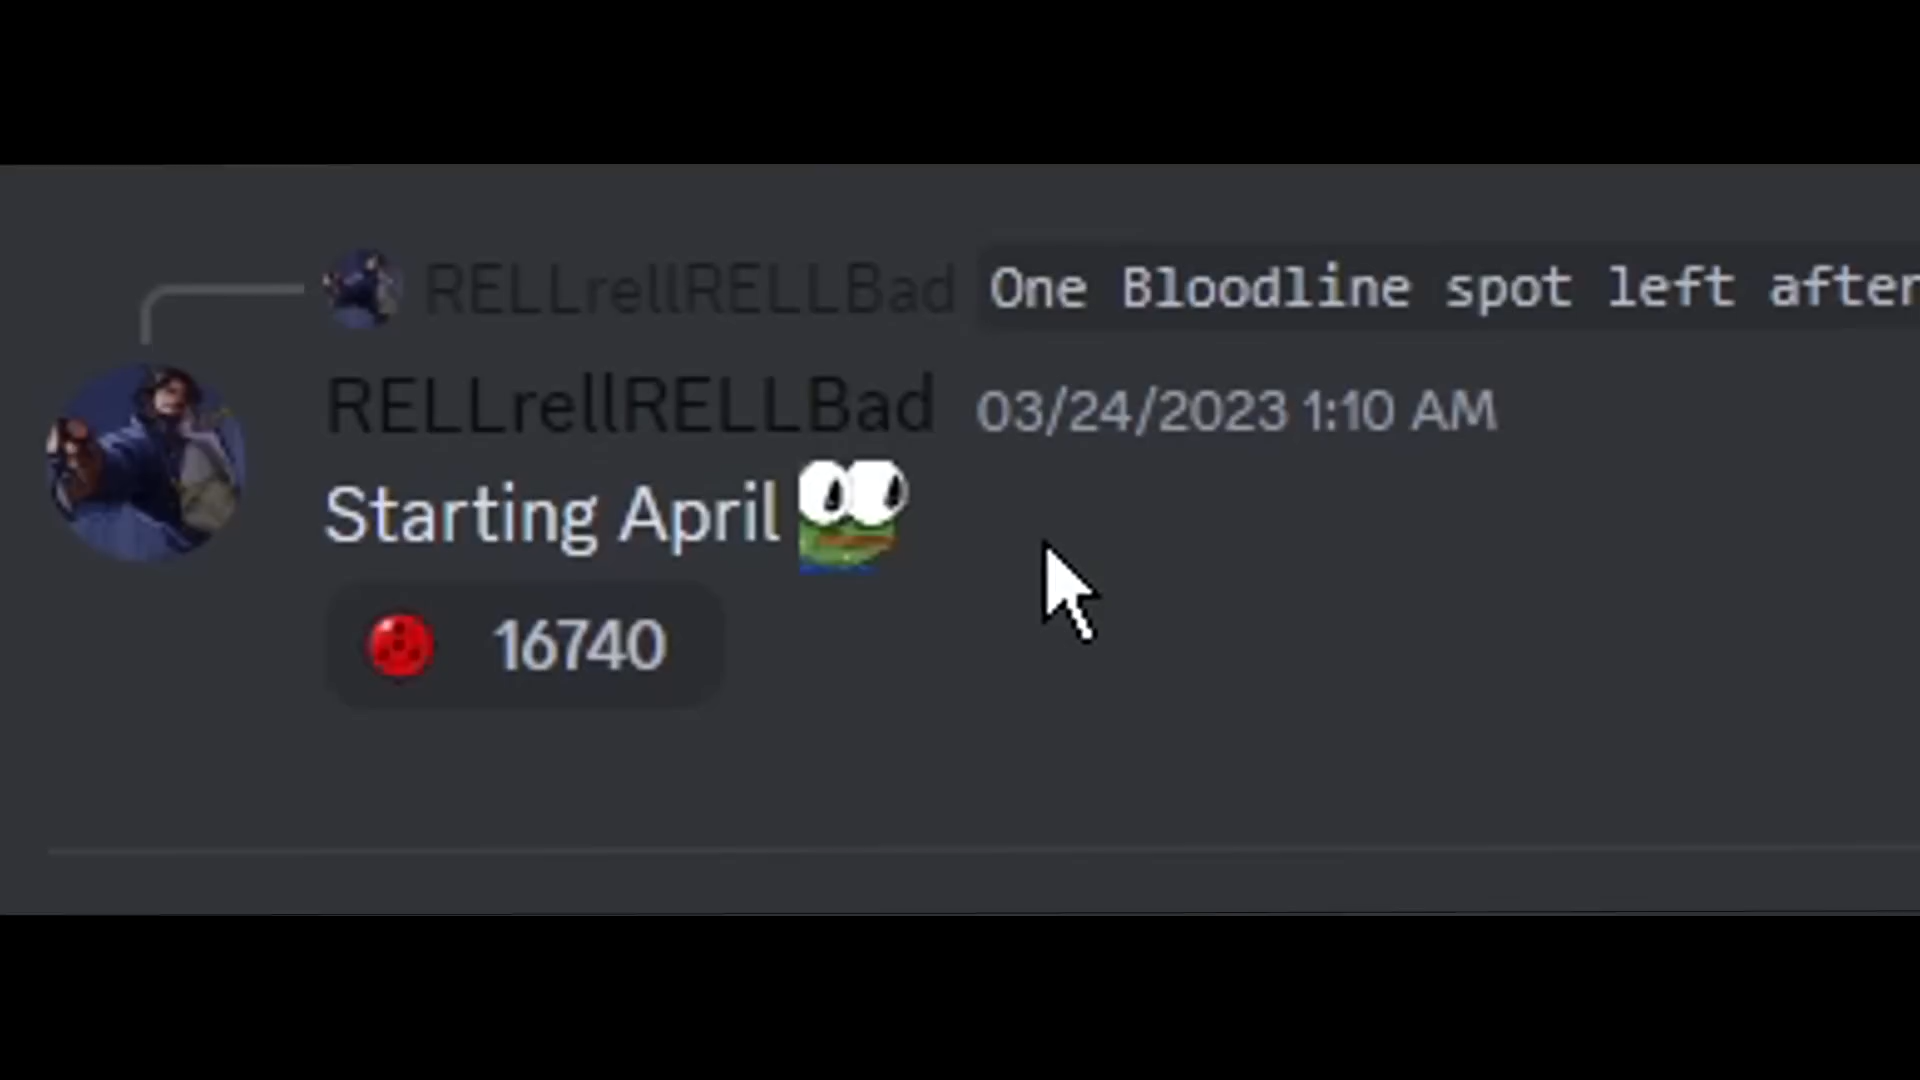 RELLrellRELLBad One Bloodline spot left after
RELLrellRELLBad 03/24/2023 1:10 AM
Starting April
16740